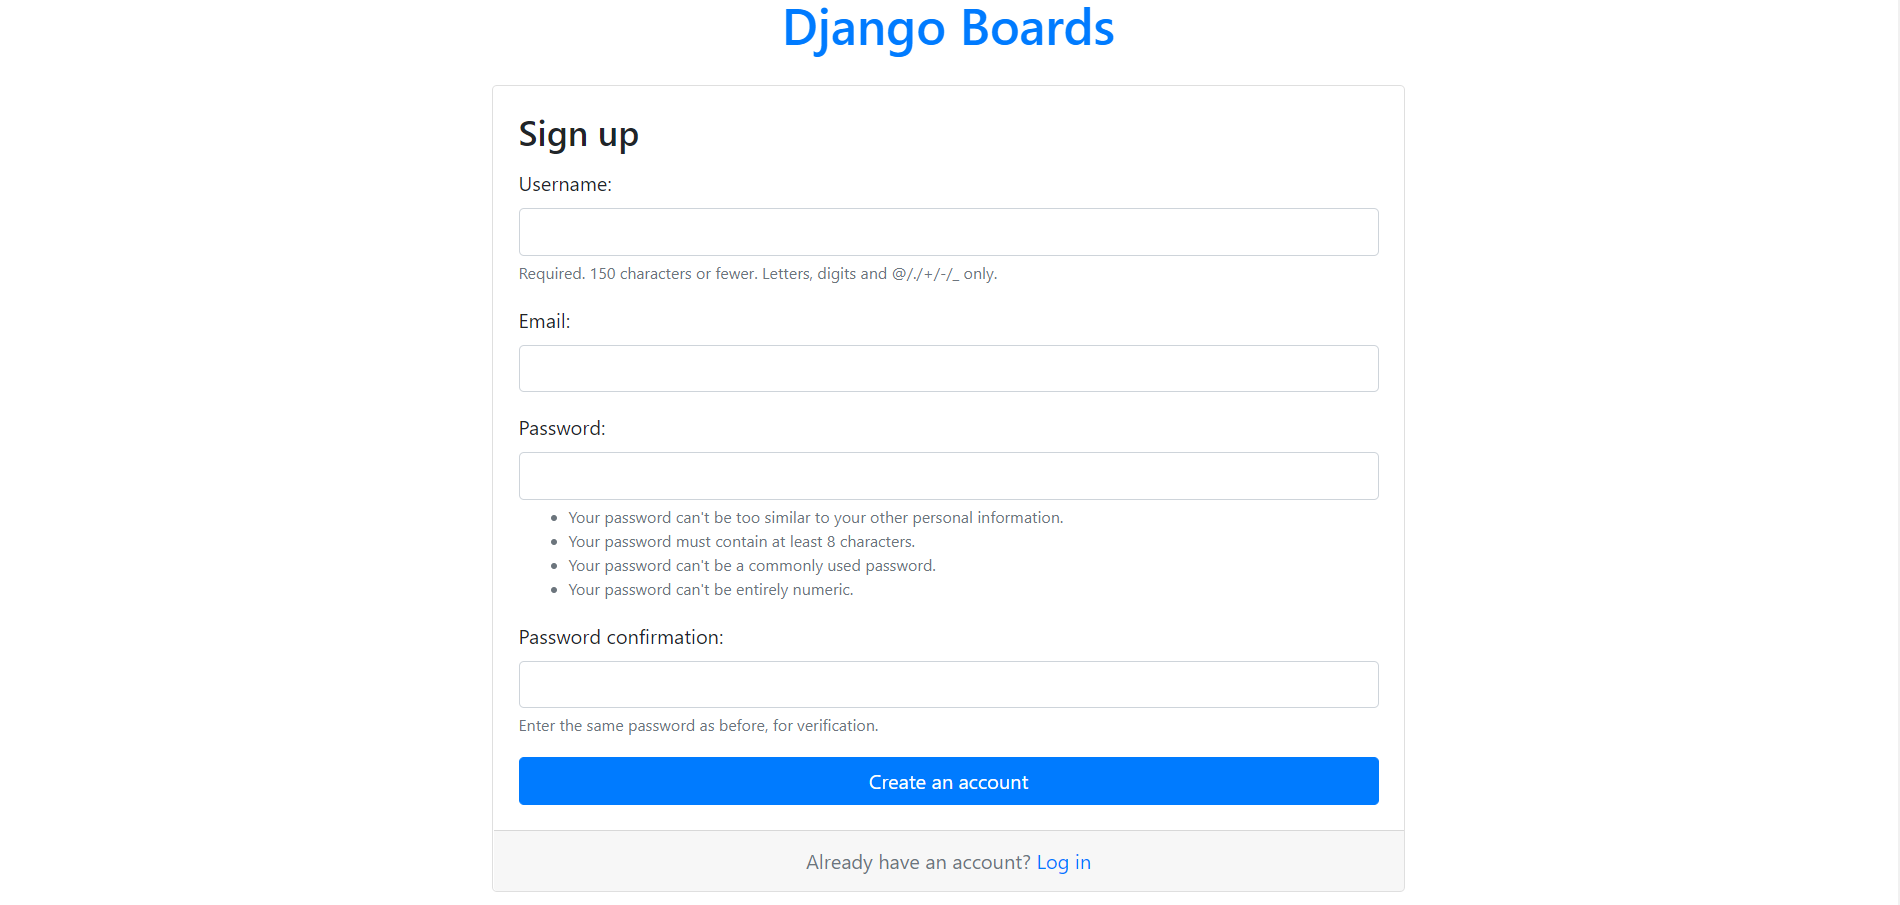 Django Boards
Sign up
Username:
Required. 150 characters or fewer. Letters, digits and @/./+/-/_ only.
Email:
Password:
Your password can't be too similar to your other personal information.
Your password must contain at least 8 characters.
Your password can't be a commonly used password.
Your password can't be entirely numeric.
Password confirmation:
Enter the same password as before, for verification.
Create an account
Already have an account? Log in